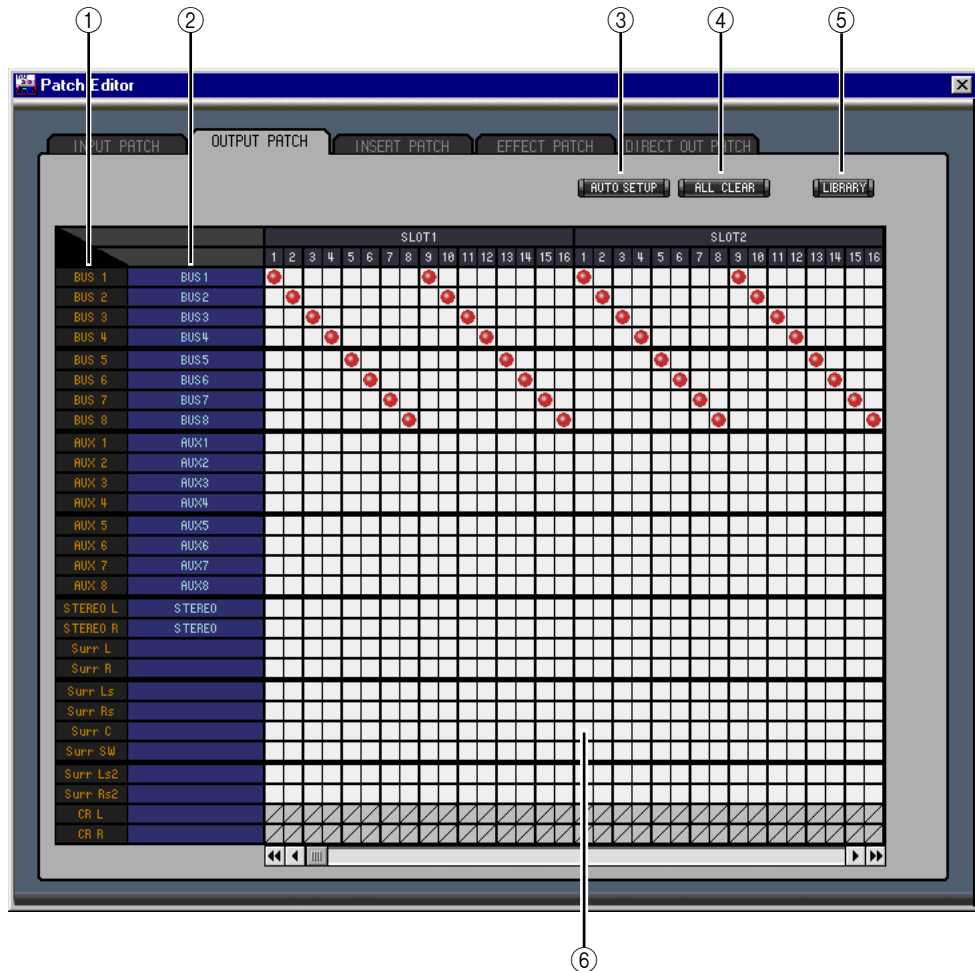 ① ② ③ ④ ⑤
Patch Editor
INPUT PATCH OUTPUT PATCH INSERT PATCH EFFECT PATCH DIRECT OUT PATCH
AUTO SETUP ALL CLEAR LIBRARY
SLOT1 SLOT2
1 2 3 4 5 6 7 8 9 10 11 12 13 14 15 16 1 2 3 4 5 6 7 8 9 10 11 12 13 14 15 16
BUS 1 BUS1
BUS 2 BUS2
BUS 3 BUS3
BUS 4 BUS4
BUS 5 BUS5
BUS 6 BUS6
BUS 7 BUS7
BUS 8 BUS8
AUX 1 AUX1
AUX 2 AUX2
AUX 3 AUX3
AUX 4 AUX4
AUX 5 AUX5
AUX 6 AUX6
AUX 7 AUX7
AUX 8 AUX8
STEREO L STEREO
STEREO R STEREO
Surr L
Surr R
Surr Ls
Surr Rs
Surr C
Surr SW
Surr Ls2
Surr Rs2
CR L
CR R
⑥